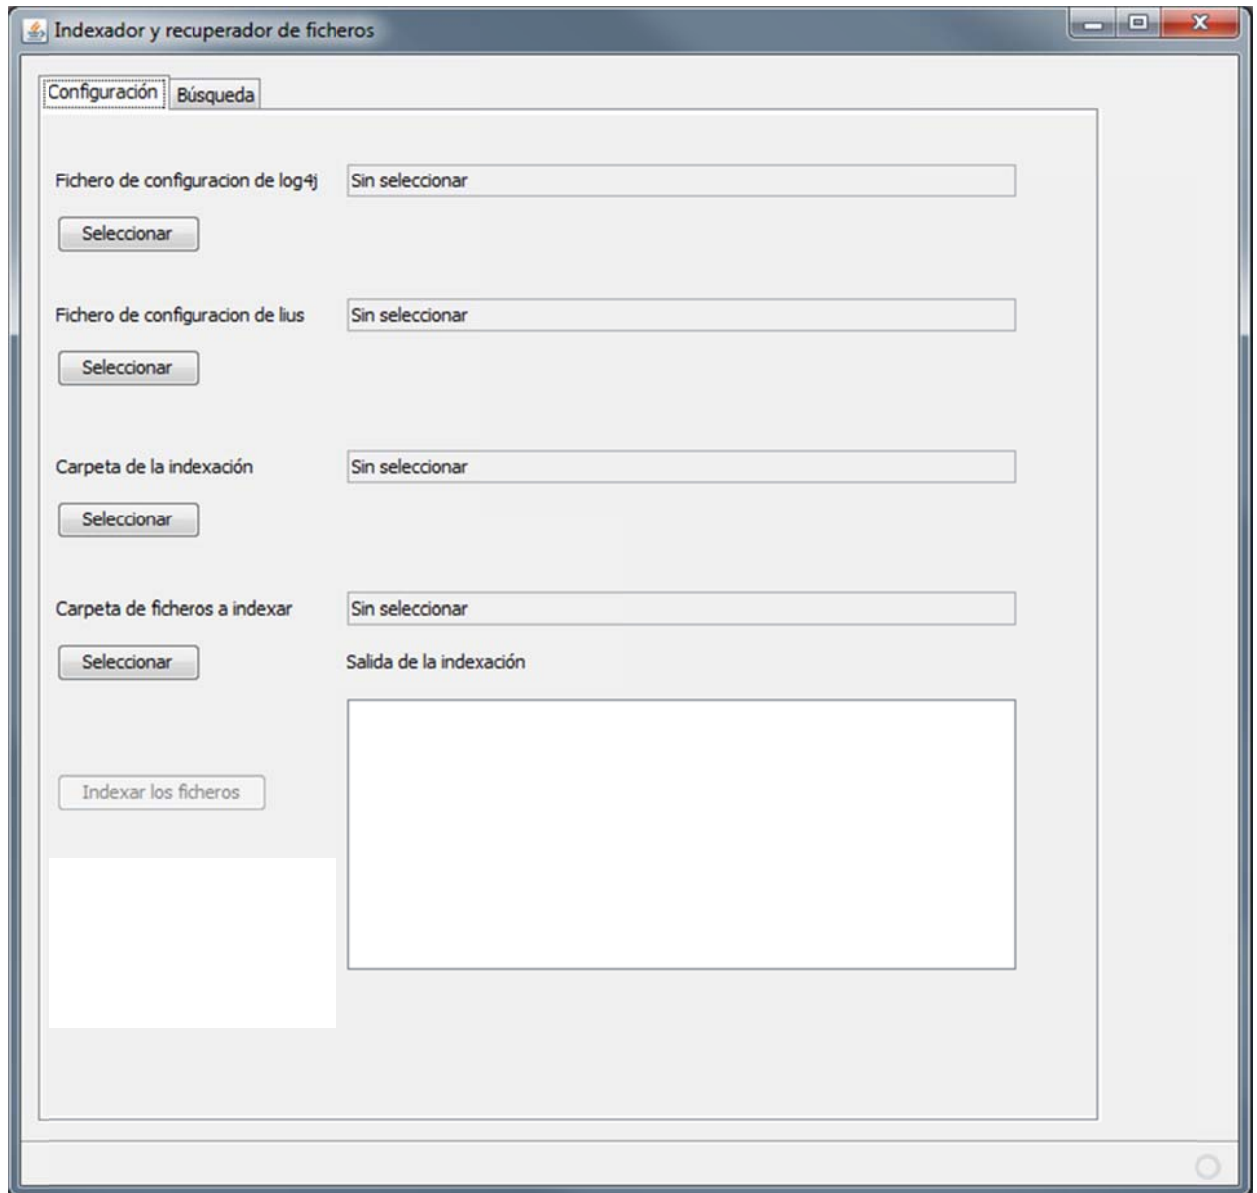 Indexador y recuperador de ficheros
Configuración Búsqueda
Fichero de configuracion de log4j Sin seleccionar
Seleccionar
Fichero de configuracion de lius Sin seleccionar
Seleccionar
Carpeta de la indexación Sin seleccionar
Seleccionar
Carpeta de ficheros a indexar Sin seleccionar
Seleccionar Salida de la indexación
Indexar los ficheros